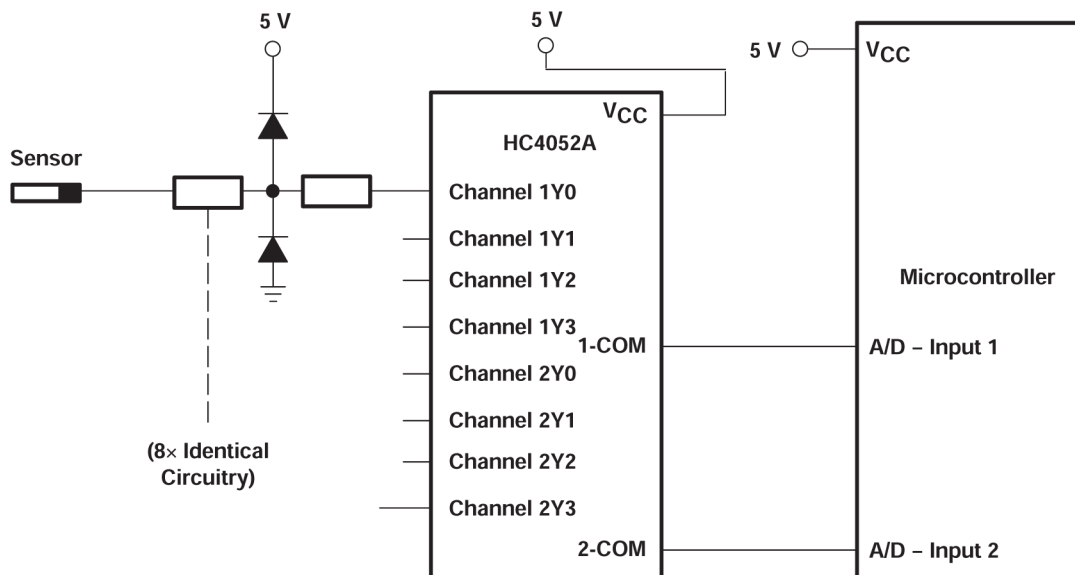 5 V
5 V
5 V
VCC
VCC
HC4052A
Sensor
Channel 1Y0
Channel 1Y1
Channel 1Y2
Microcontroller
Channel 1Y3
1-COM
A/D – Input 1
Channel 2Y0
Channel 2Y1
(8× Identical
Circuitry)
Channel 2Y2
Channel 2Y3
2-COM
A/D – Input 2